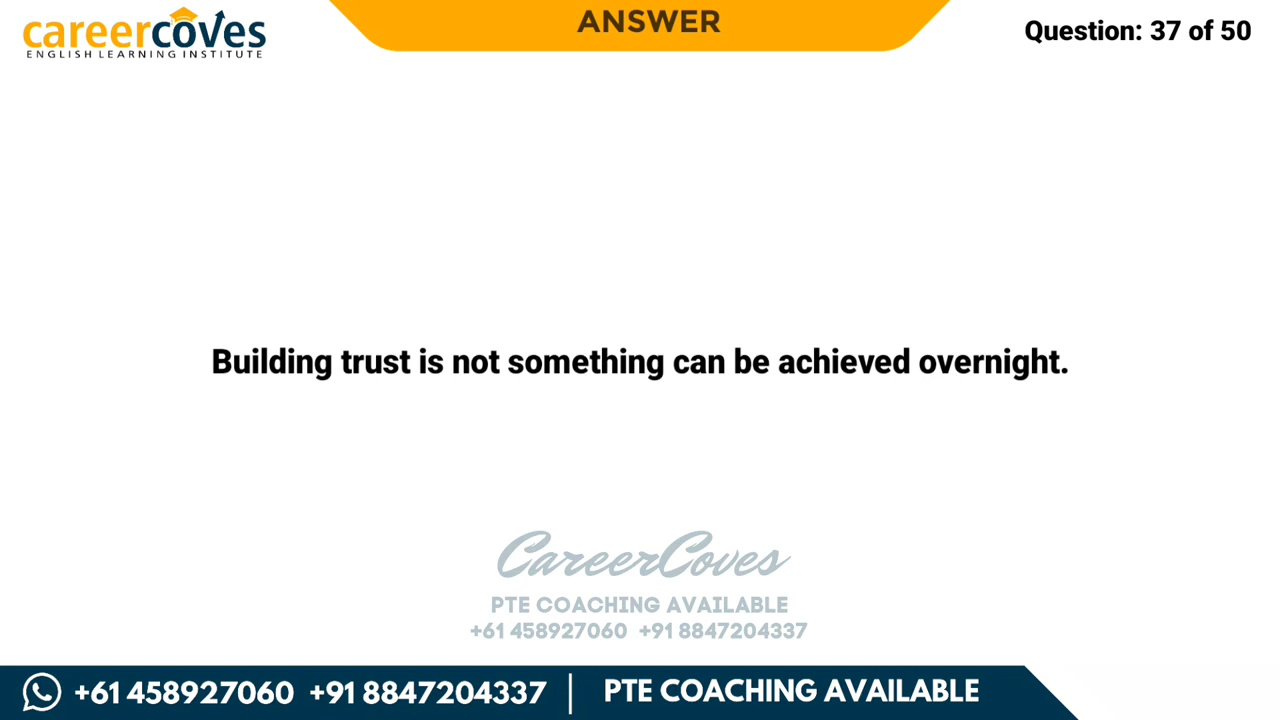 careercoves
ENGLISH LEARNING INSTITUTE
ANSWER
Question: 37 of 50
Building trust is not something can be achieved overnight.
CareerCoves
PTE COACHING AVAILABLE
+61 458927060 +91 8847204337
+61 458927060 +91 8847204337 | PTE COACHING AVAILABLE